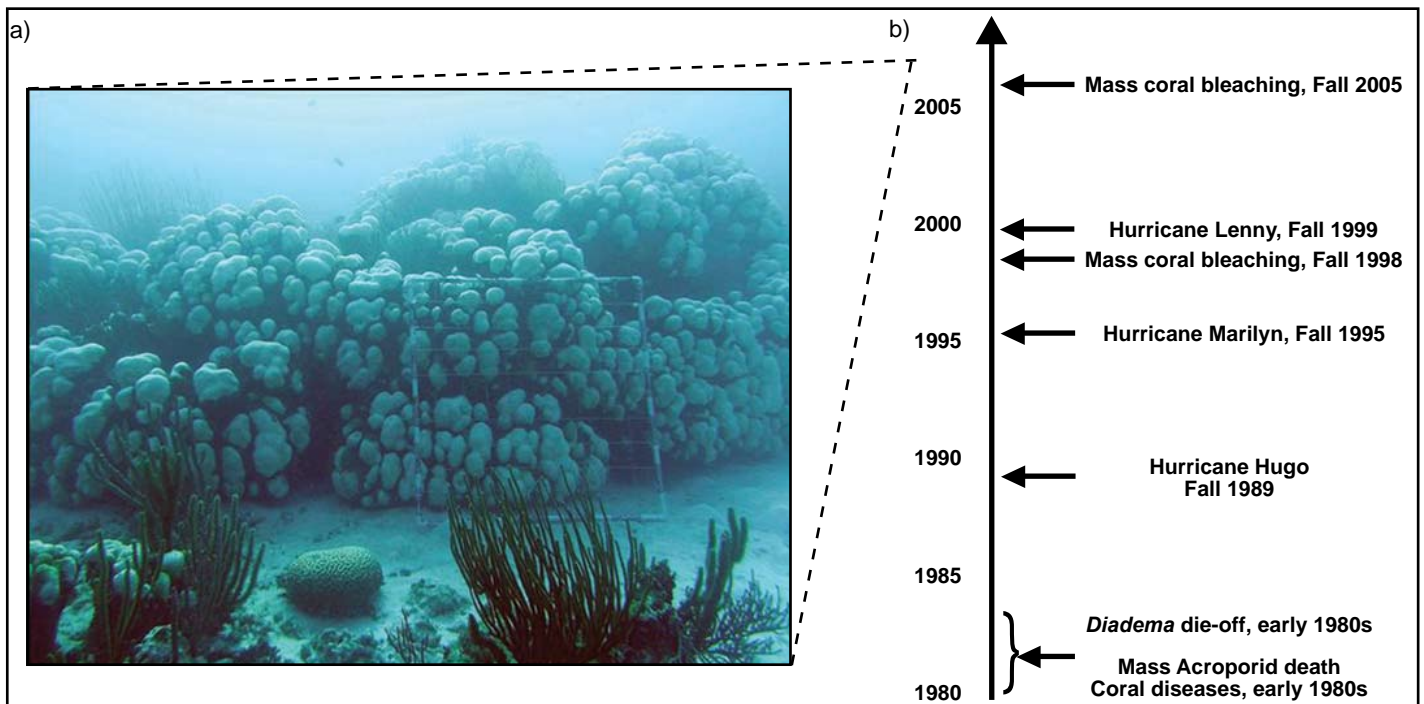 a)
b)
Mass coral bleaching, Fall 2005
2005
2000
Hurricane Lenny, Fall 1999
Mass coral bleaching, Fall 1998
1995
Hurricane Marilyn, Fall 1995
1990
Hurricane Hugo
Fall 1989
1985
Diadema die-off, early 1980s
Mass Acroporid death
Coral diseases, early 1980s
1980